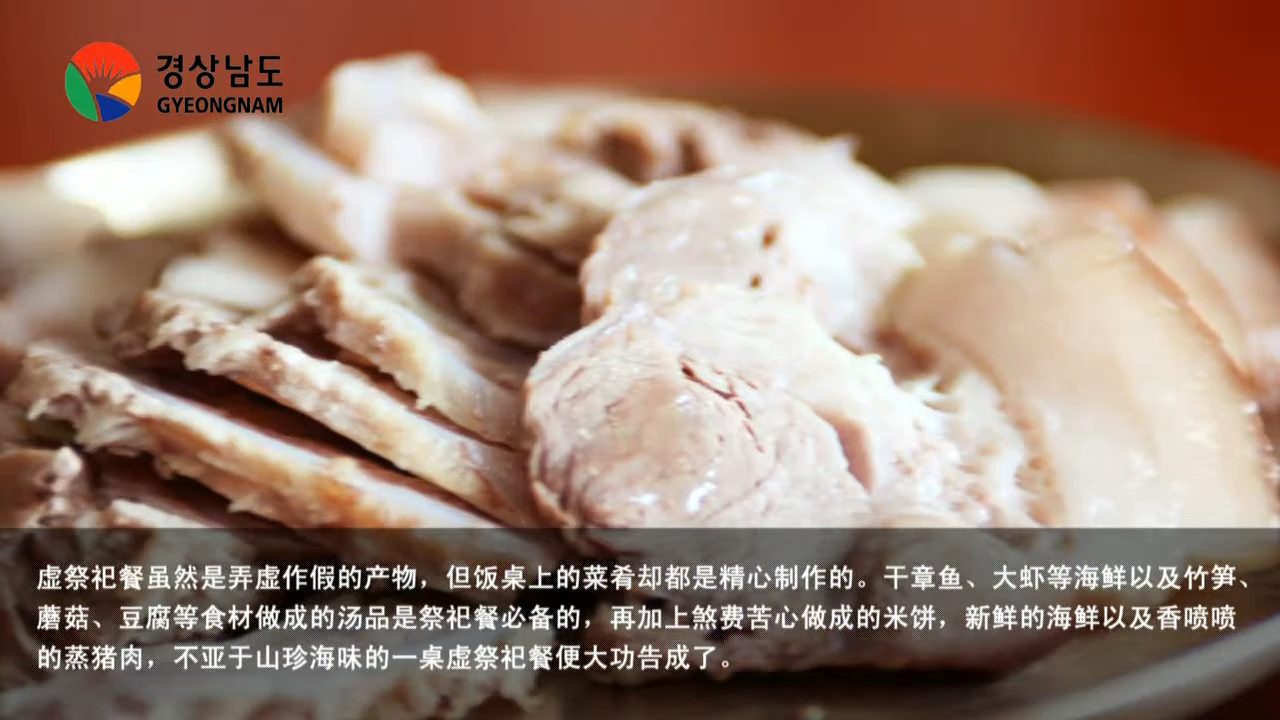 경상남도
GYEONGNAM
虚祭祀餐虽然是弄虚作假的产物，但饭桌上的菜肴却都是精心制作的。干章鱼、大虾等海鲜以及竹笋、
蘑菇、豆腐等食材做成的汤品是祭祀餐必备的，再加上煞费苦心做成的米饼，新鲜的海鲜以及香喷喷
的蒸猪肉，不亚于山珍海味的一桌虚祭祀餐便大功告成了。